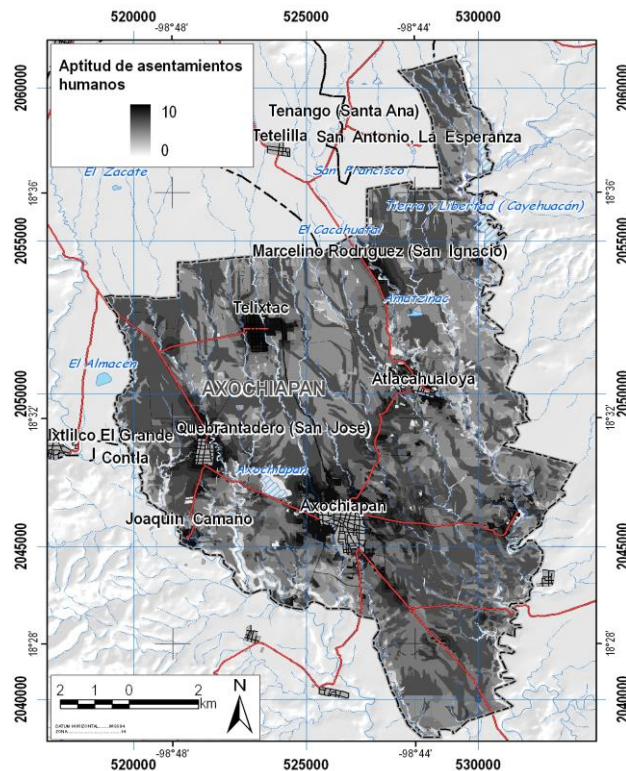 520000
525000
530000
-98°48'
-98°44'
Aptitud de asentamientos
humanos
10
0
2060000
2060000
Tenango (Santa Ana)
Tetelilla
San Antonio La Esperanza
San Francisco
El Zacate
18°36'
18°36'
Tierra y Libertad (Cayehuacán)
El Cacahuatal
2055000
2055000
Marcelino Rodríguez (San Ignacio)
Telixtac
Amatzinac
El Almacén
Atlacahualoya
AXOCHIAPAN
2050000
2050000
18°32'
18°32'
Quebrantadero (San José)
Ixtlilco El Grande
Contla
Axochiapan
Axochiapan
Joaquín Camaño
2045000
2045000
18°28'
18°28'
2040000
2040000
2 1 0 2
km
N
520000
525000
530000
-98°48'
-98°44'